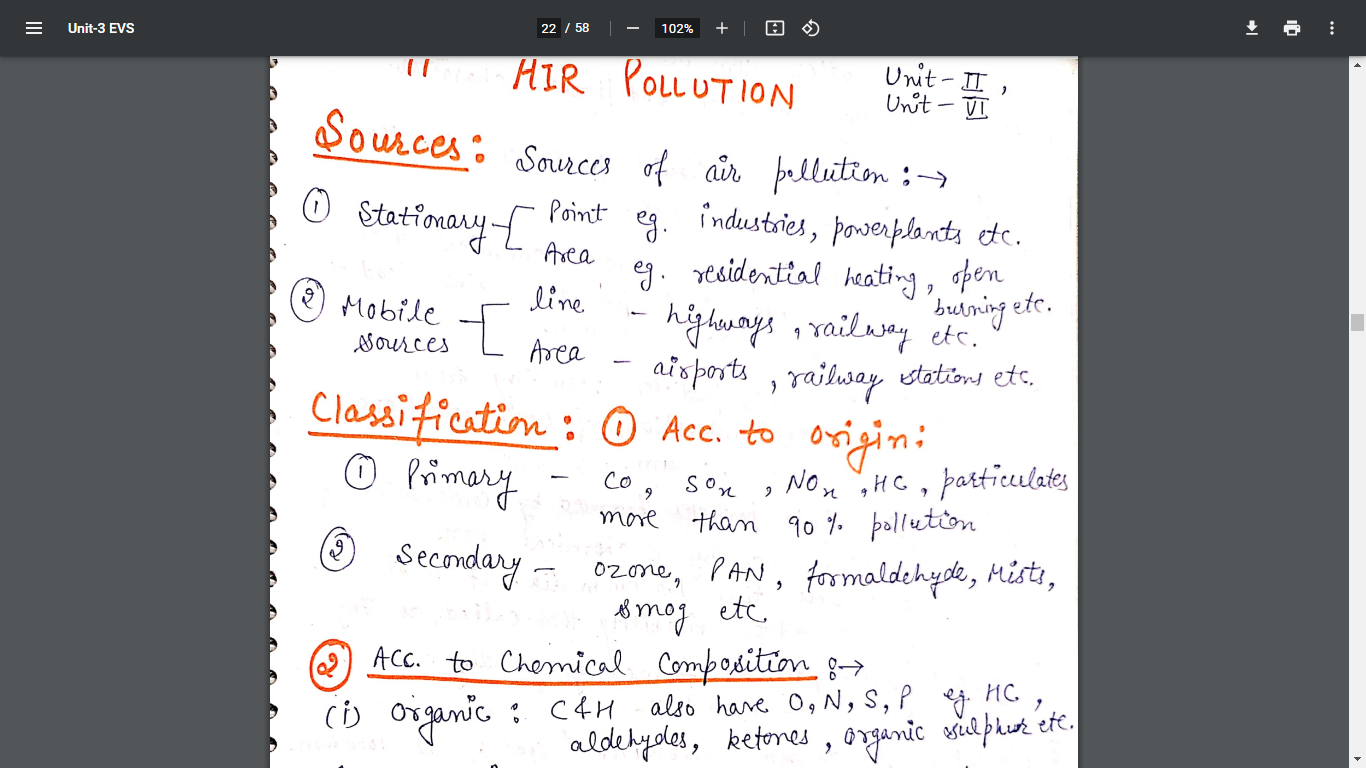 Unit-3 EVS
22 / 58
102%
AIR POLLUTION
Unit - II ,
Unit - VI
Sources:
Sources of air pollution :→
① Stationary
Point eg. industries, powerplants etc.
Area eg. residential heating, open
burning etc.
② Mobile
sources
line - highways , railway etc.
Area - airports , railway stations etc.
Classification : ① Acc. to origin:
① Primary - CO, SOx , NOx , HC , particulates
more than 90 % pollution
② Secondary - Ozone, PAN, formaldehyde, Mists,
smog etc.
② Acc. to Chemical Composition :→
(i) Organic : C & H also have O, N, S, P eg. HC ,
aldehydes, ketones , organic sulphur etc.